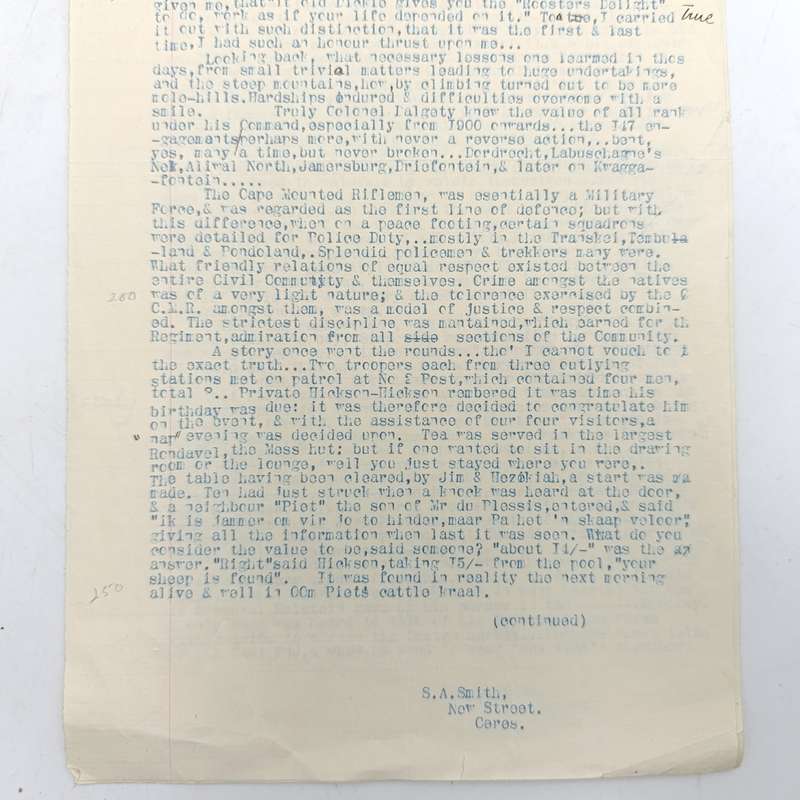 given me, that if old Pickle gives you the "Roosters Delight"
to do, work as if your life depended on it." I carried True
it out with such distinction, that it was the first & last
time, I had such an honour thrust upon me...
Looking back, what necessary lessons one learned in thos
days, from small trivial matters leading to huge undertakings,
and the steep mountains, how, by climbing turned out to be mere
mole-hills. Hardships endured & difficulties overcome with a
smile. Truly Colonel Dalgety knew the value of all rank
under his Command, especially from I900 onwards...the I47 en-
-gagements perhaps more, with never a reverse action,..bent,
yes, many a time, but never broken...Dordrecht, Labuschagne's
Nek, Aliwal North, Jamersburg, Driefontein, & later on Kwagga-
-fontein.....
The Cape Mounted Riflemen, was esentially a Military
Force, & was regarded as the first line of defence; but with
this difference, when on a peace footing, certain squadrons
were detailed for Police Duty,..mostly in the Transkei, Tembula
-land & Pondoland,.Splendid policemen & trekkers many were.
What friendly relations of equal respect existed between the
entire Civil Community & themselves. Crime amongst the natives
200 was of a very light nature; & the tolerence exercised by the C
C.M.R. amongst them, was a model of justice & respect combin-
ed. The strictest discipline was mantained, which earned for th
Regiment, admiration from all side sections of the Community.
A story once went the rounds...tho' I cannot vouch to
the exact truth...Two troopers each from three outlying
stations met on patrol at No 2 Post, which contained four men,
total ?.. Private Hickson-Hickson rembered it was time his
birthday was due: it was therefore decided to congratulate him
on the event, & with the assistance of our four visitors, a
"nap" evening was decided upon. Tea was served in the largest
Rondavel, the Mess hut; but if one wanted to sit in the drawing
room or the lounge, well you just stayed where you were,.
The table having been cleared, by Jim & Hezekiah, a start was
made. Ten had just struck when a knock was heard at the door,
& a neighbour "Piet" the son of Mr du Plessis, entered, & said
"ik is jammer om vir jo to hinder, maar Pa het 'n skaap veloor",
giving all the information when last it was seen. What do you
consider the value to be, said someone? "about I4/-" was the
answer. "Right" said Hickson, taking I5/- from the pool, "your
sheep is found". It was found in reality the next morning
250 alive & well in OOm Piets cattle kraal.
(continued)
S.A.Smith,
New Street.
Ceres.